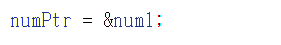 numPtr = &num1;